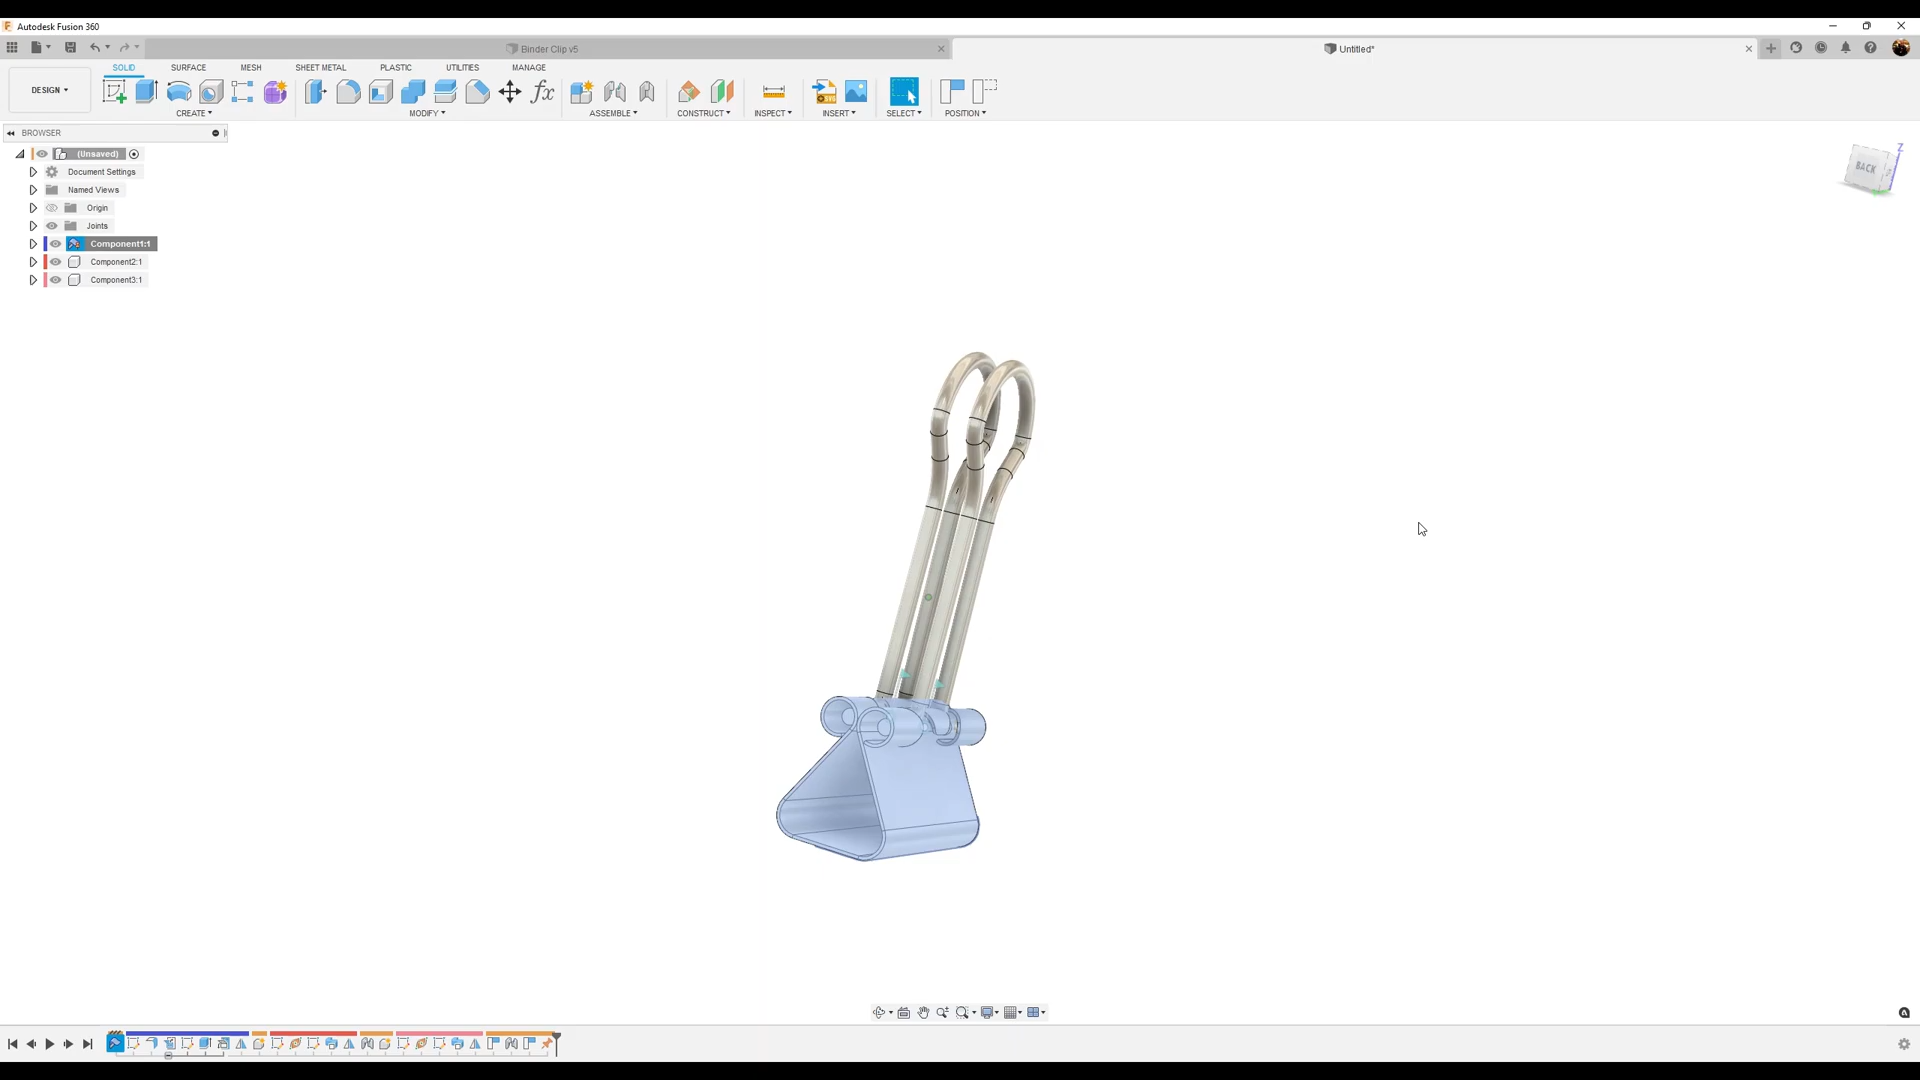 Autodesk Fusion 360
Binder Clip v5
Untitled*
SOLID SURFACE MESH SHEET METAL PLASTIC UTILITIES MANAGE
DESIGN
CREATE MODIFY ASSEMBLE CONSTRUCT INSPECT INSERT SELECT POSITION
BROWSER
(Unsaved)
Document Settings
Named Views
Origin
Joints
Component1:1
Component2:1
Component3:1
BACK
Z